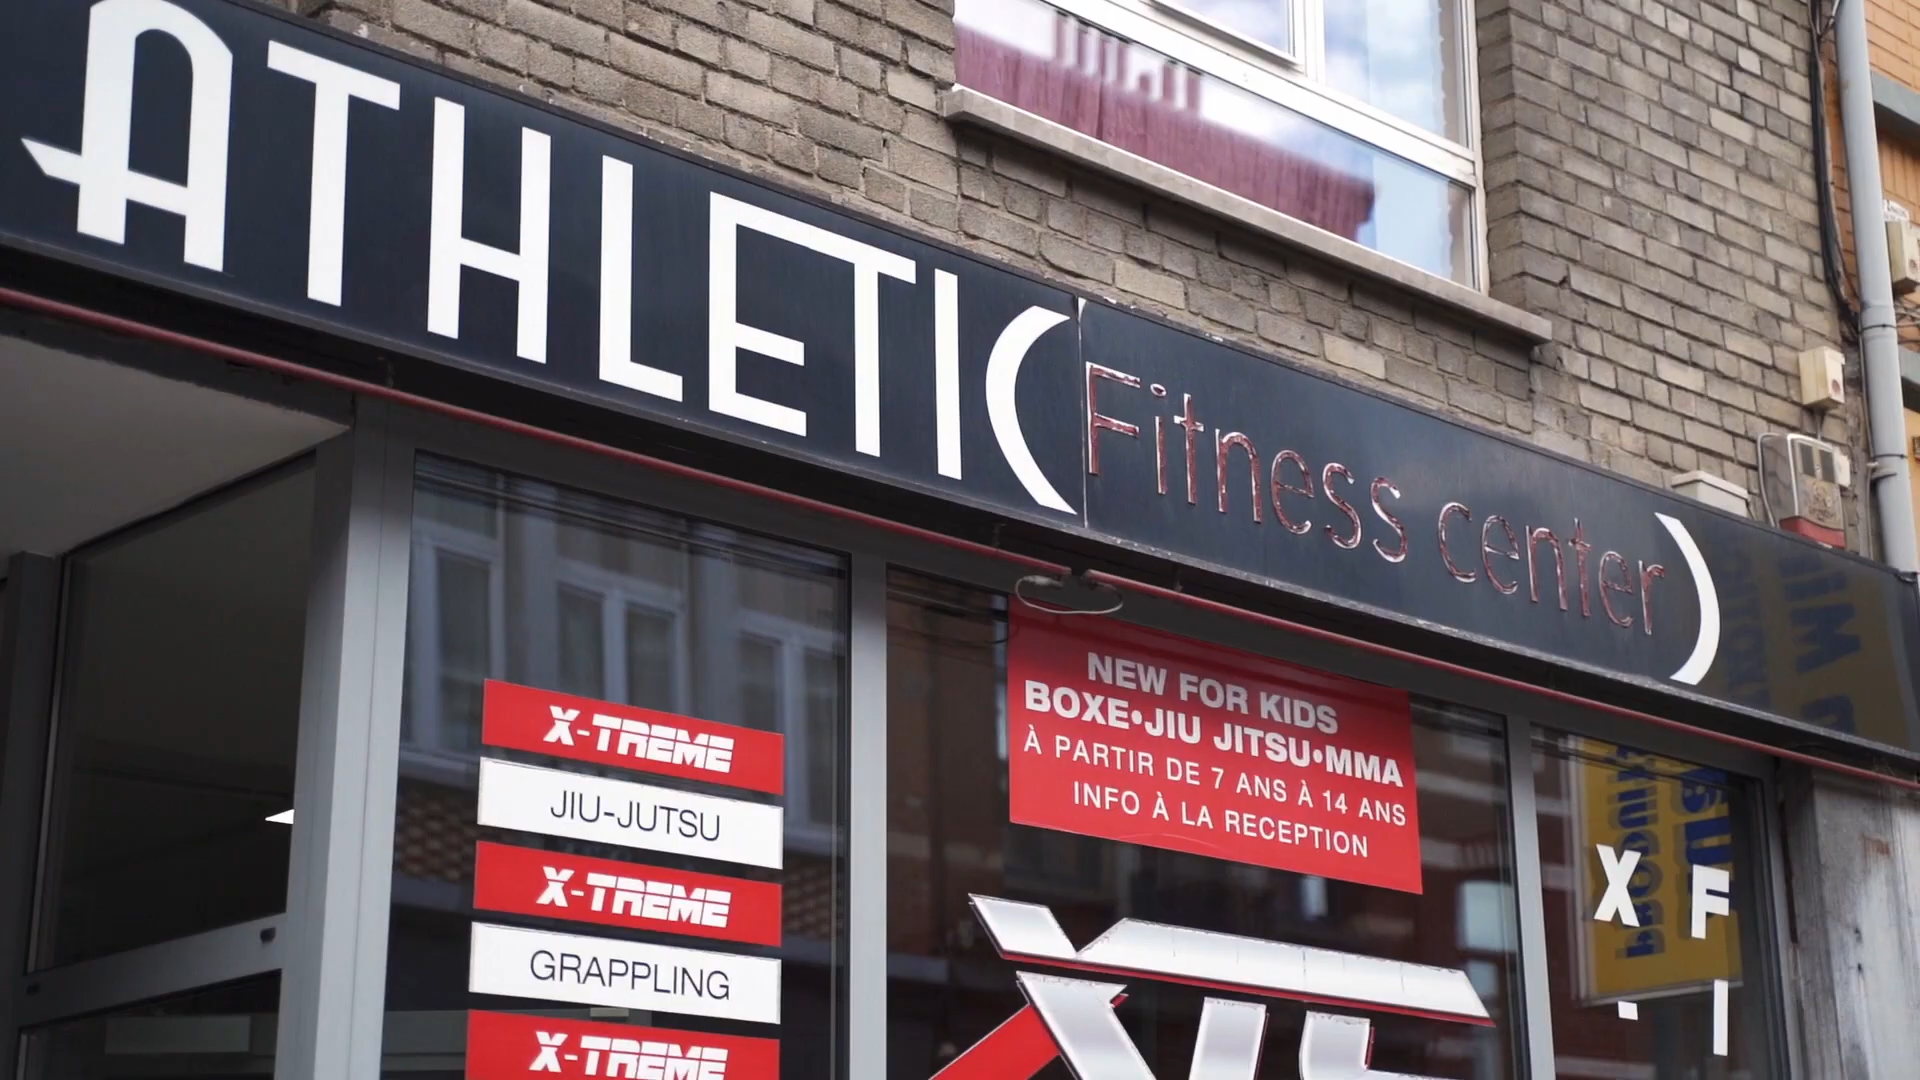 ATHLETIC
(Fitness center)
X-TREME
JIU-JUTSU
X-TREME
GRAPPLING
X-TREME
NEW FOR KIDS
BOXE•JIU JITSU•MMA
À PARTIR DE 7 ANS À 14 ANS
INFO À LA RECEPTION
X F
- I